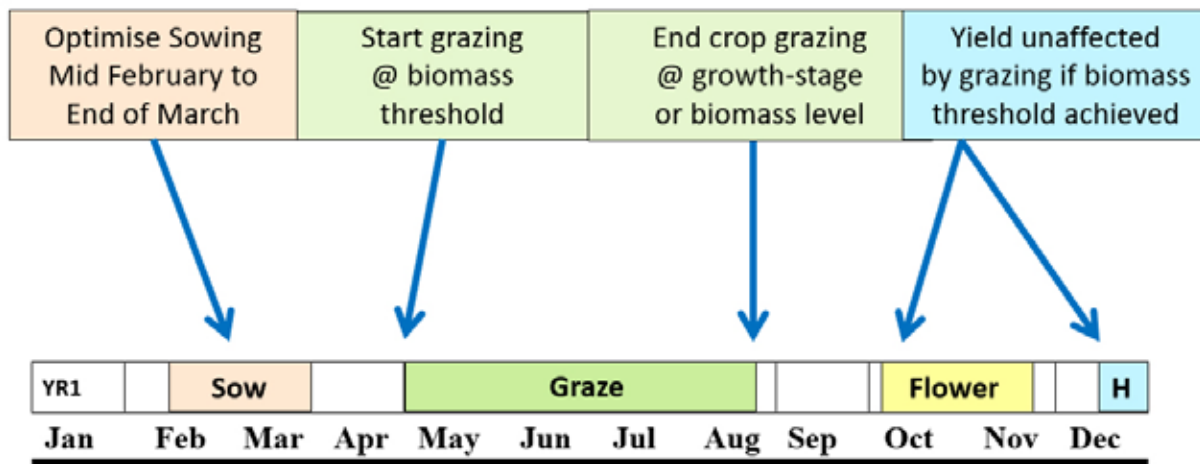 Optimise Sowing
Mid February to
End of March
Start grazing
@ biomass
threshold
End crop grazing
@ growth-stage
or biomass level
Yield unaffected
by grazing if biomass
threshold achieved
YR1
Sow
Graze
Flower
H
Jan Feb Mar Apr May Jun Jul Aug Sep Oct Nov Dec